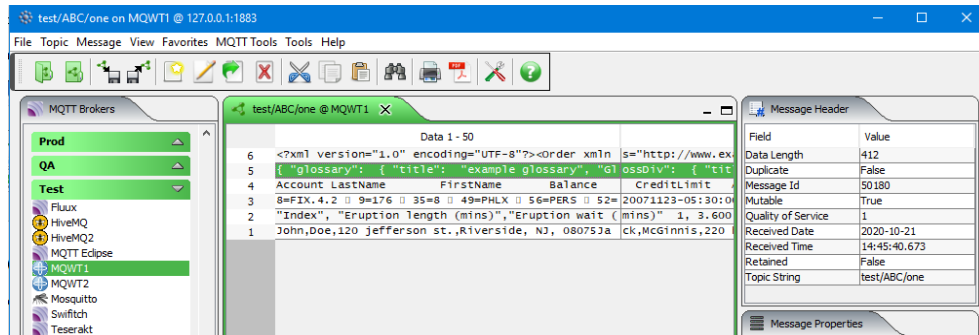 test/ABC/one on MQWT1 @ 127.0.0.1:1883
File Topic Message View Favorites MQTT Tools Tools Help
MQTT Brokers
Prod
QA
Test
Fluux
HiveMQ
HiveMQ2
MQTT Eclipse
MQWT1
MQWT2
Mosquitto
Swifitch
Teserakt
test/ABC/one @ MQWT1 X
Data 1 - 50
6 <?xml version="1.0" encoding="UTF-8"?><Order xmln s="http://www.ex
5 { "glossary": { "title": "example glossary", "Gl ossDiv": { "tit
4 Account LastName FirstName Balance CreditLimit
3 8=FIX.4.2 9=176 35=8 49=PHLX 56=PERS 52= 20071123-05:30:0
2 "Index", "Eruption length (mins)","Eruption wait ( mins)" 1, 3.600
1 John,Doe,120 jefferson st.,Riverside, NJ, 08075Ja ck,McGinnis,220
Message Header
Field Value
Data Length 412
Duplicate False
Message Id 50180
Mutable True
Quality of Service 1
Received Date 2020-10-21
Received Time 14:45:40.673
Retained False
Topic String test/ABC/one
Message Properties